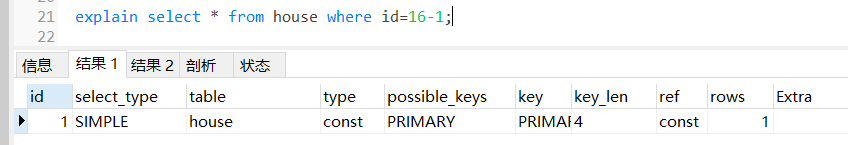 21 explain select * from house where id=16-1;
22
信息 结果 1 结果 2 剖析 状态
id select_type table type possible_keys key key_len ref rows Extra
1 SIMPLE house const PRIMARY PRIMAF 4 const 1